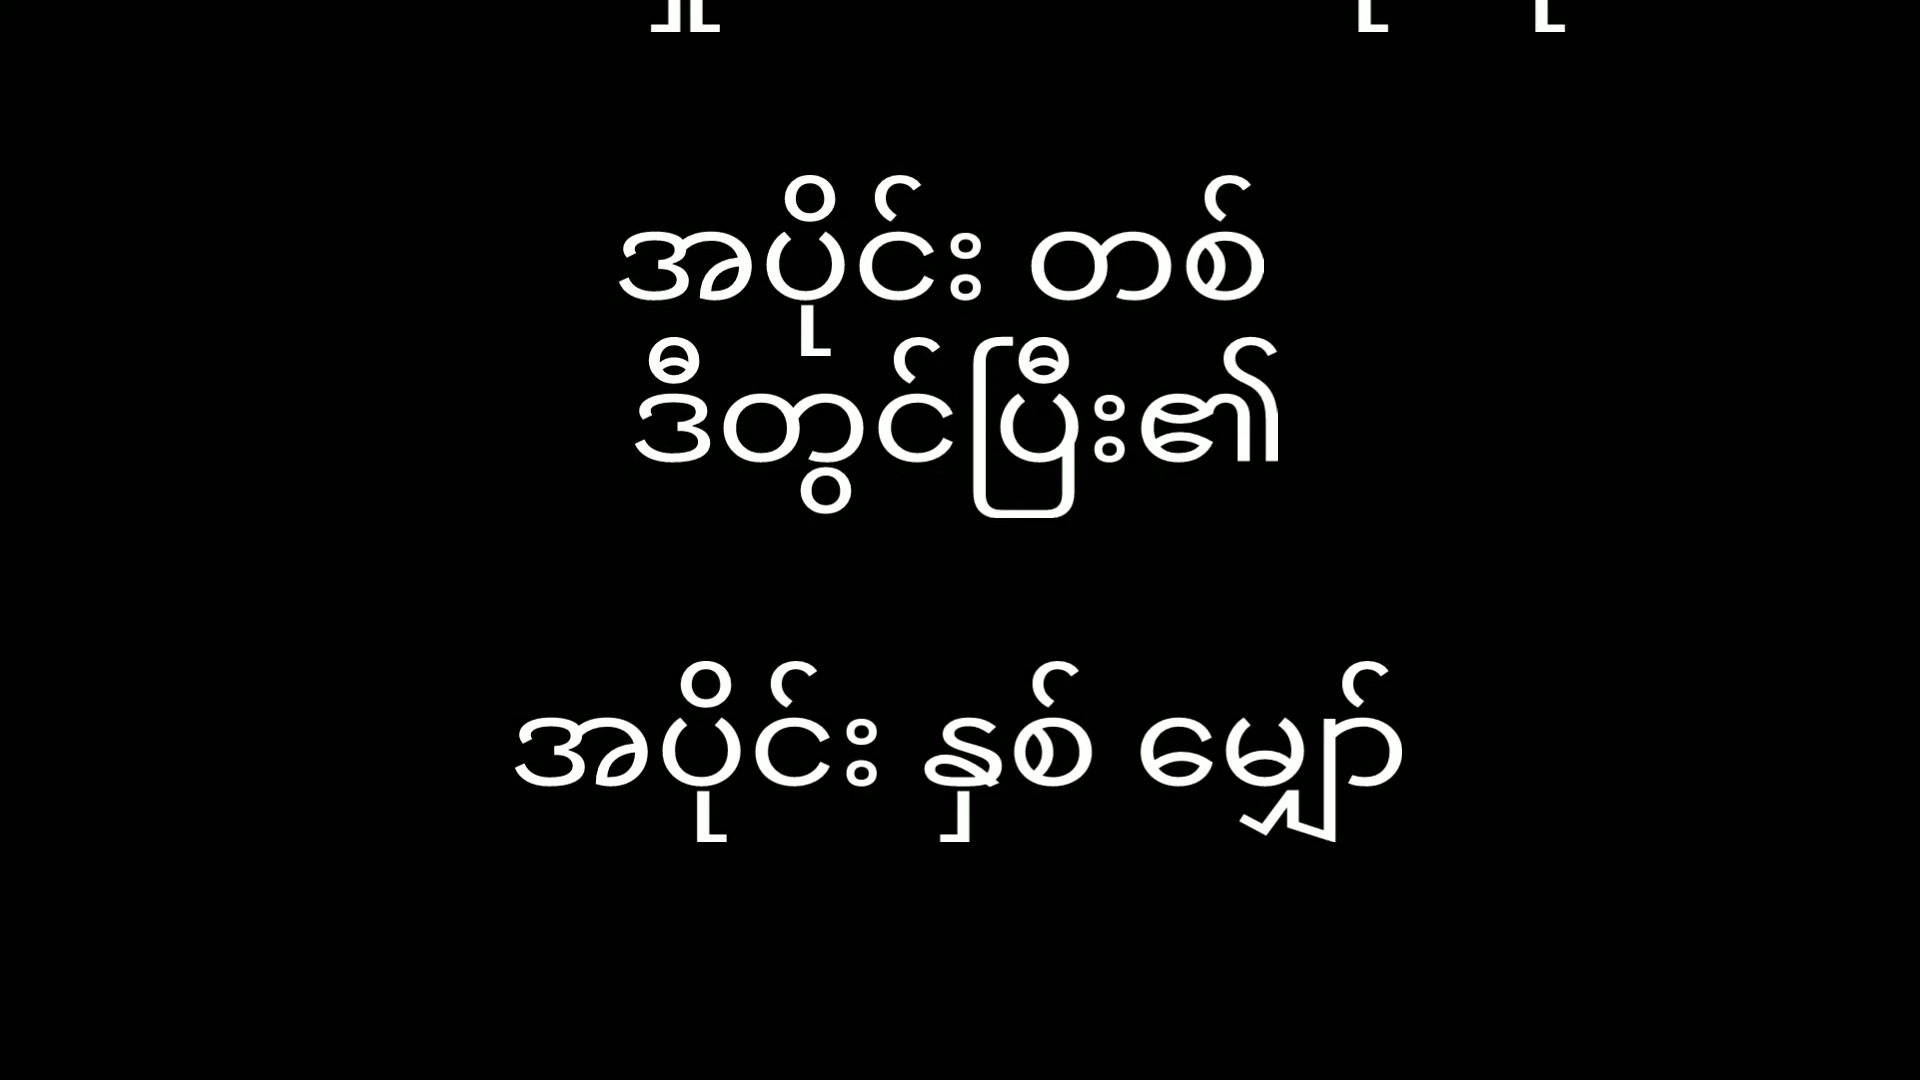 အပိုင်း တစ်
ဒီတွင်ပြီး၏
အပိုင်း နှစ် မျှော်